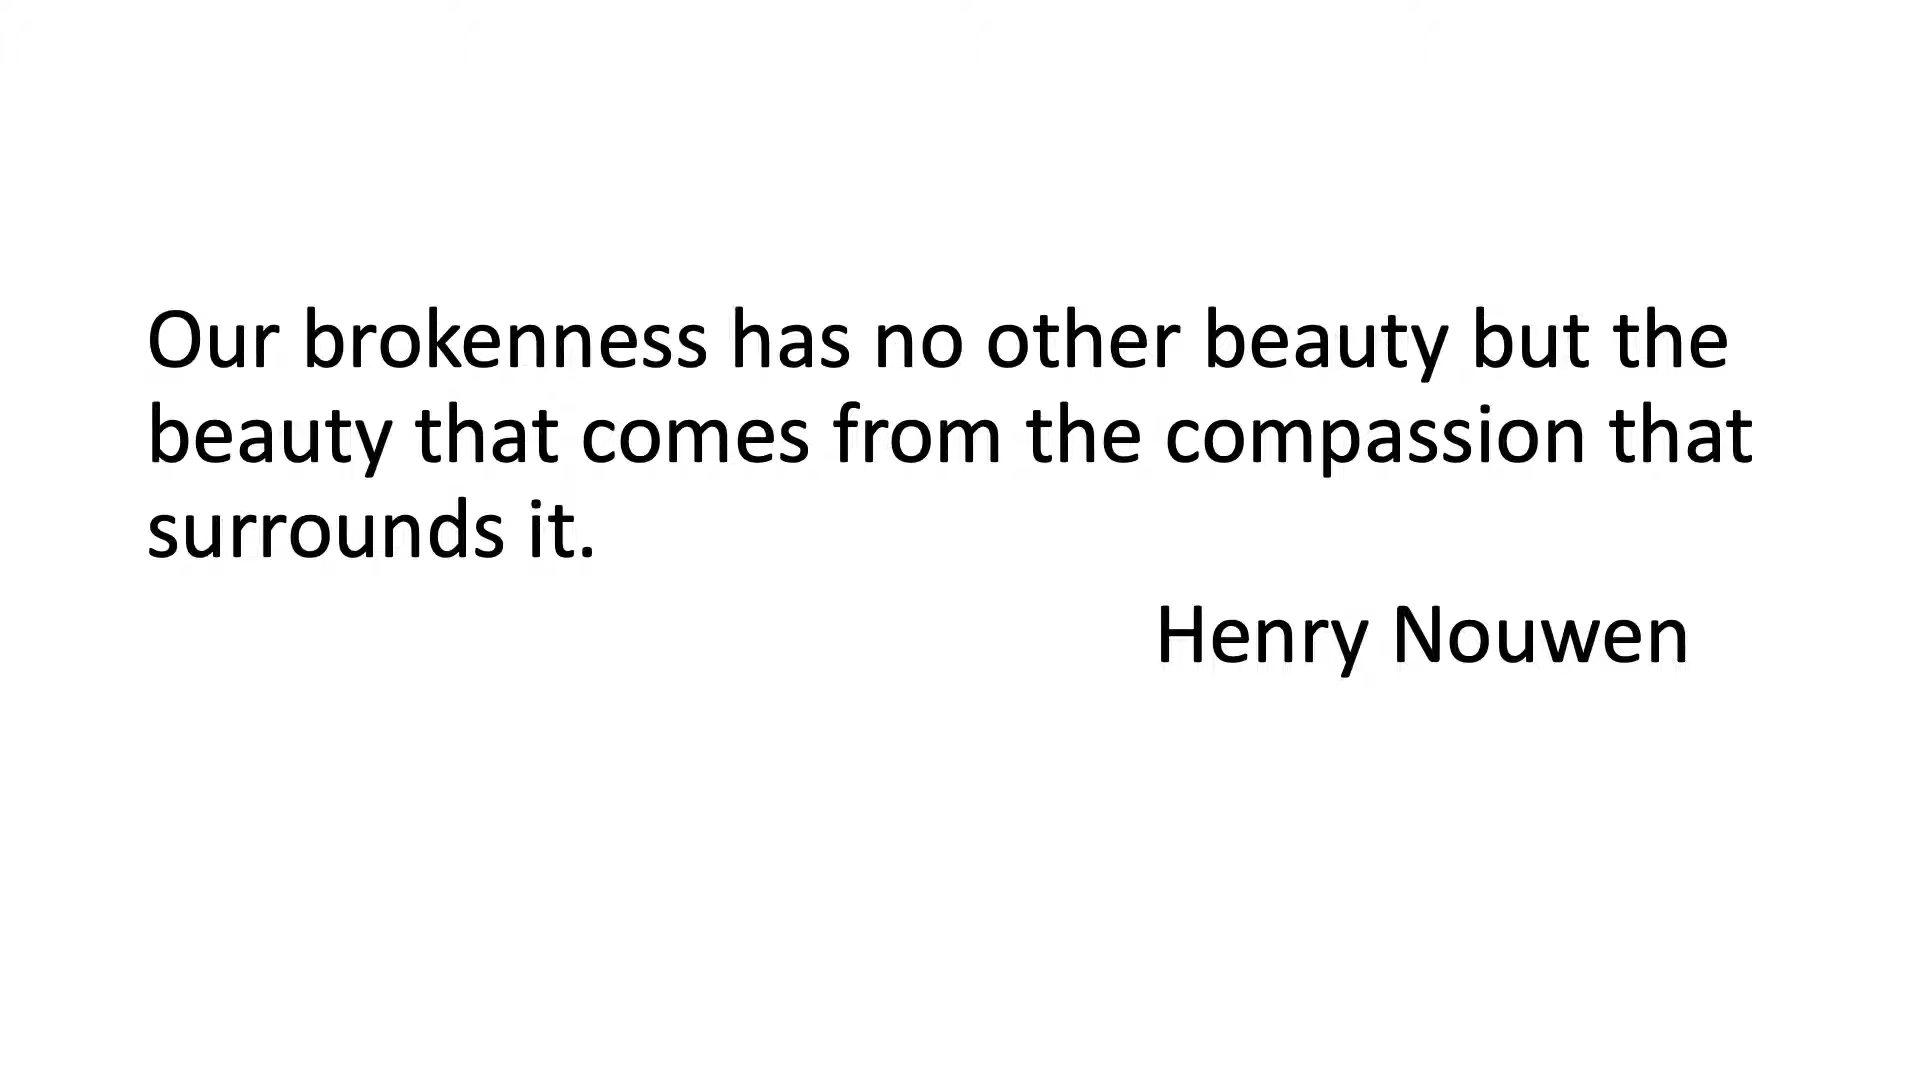 Our brokenness has no other beauty but the
beauty that comes from the compassion that
surrounds it.
Henry Nouwen